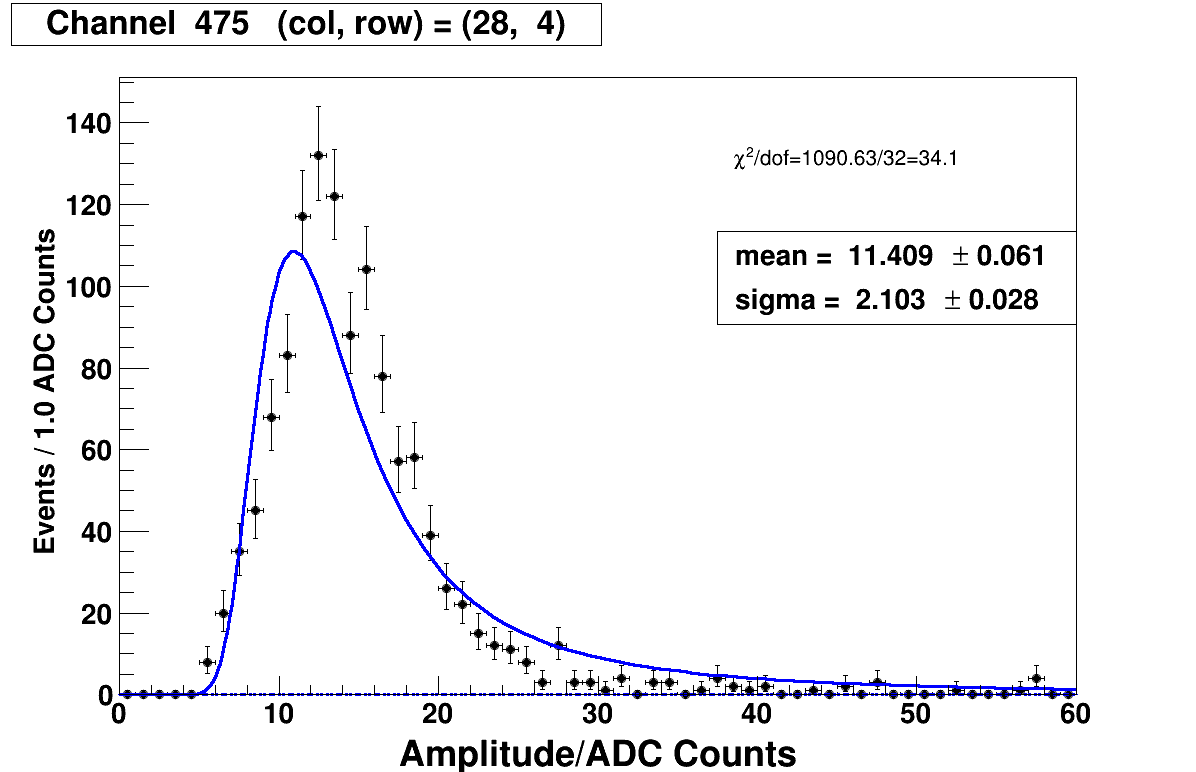 Channel 475 (col, row) = (28, 4)
χ²/dof=1090.63/32=34.1
mean = 11.409 ± 0.061
sigma = 2.103 ± 0.028
Events / 1.0 ADC Counts
140
120
100
80
60
40
20
0
0 10 20 30 40 50 60
Amplitude/ADC Counts